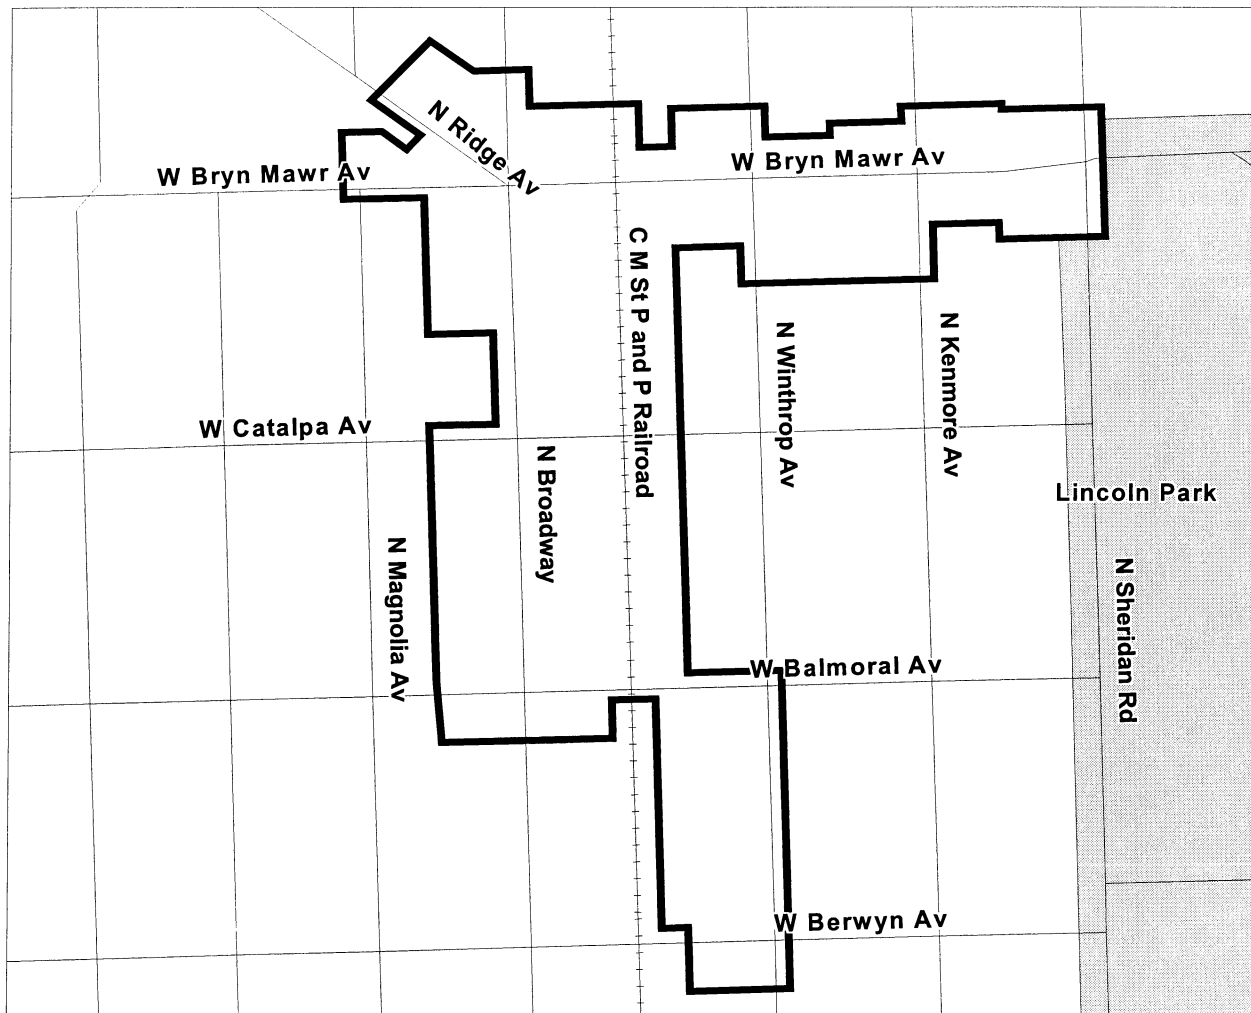 N Ridge Av
W Bryn Mawr Av
W Bryn Mawr Av
C M St P and P Railroad
N Winthrop Av
N Kenmore Av
W Catalpa Av
N Broadway
Lincoln Park
N Magnolia Av
N Sheridan Rd
W Balmoral Av
W Berwyn Av